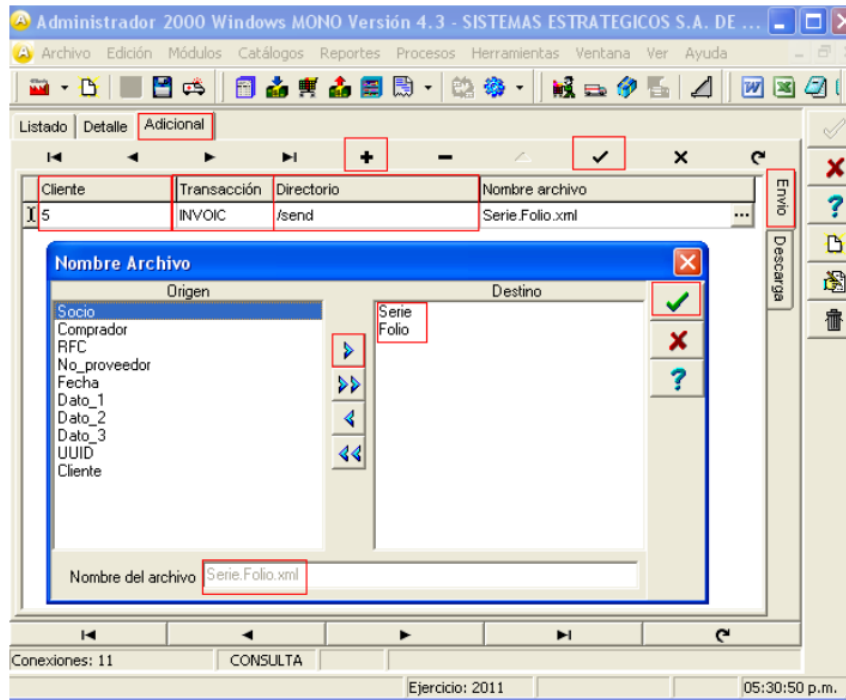 Administrador 2000 Windows MONO Versión 4.3 - SISTEMAS ESTRATEGICOS S.A. DE ...
Archivo Edición Módulos Catálogos Reportes Procesos Herramientas Ventana Ver Ayuda
Listado Detalle Adicional
Cliente Transacción Directorio Nombre archivo
5 INVOIC /send Serie.Folio.xml ...
Envio
Descarga
Nombre Archivo
Origen Destino
Socio
Comprador
RFC
No_proveedor
Fecha
Dato_1
Dato_2
Dato_3
UUID
Cliente
Serie
Folio
Nombre del archivo Serie.Folio.xml
Conexiones: 11 CONSULTA
Ejercicio: 2011 05:30:50 p.m.